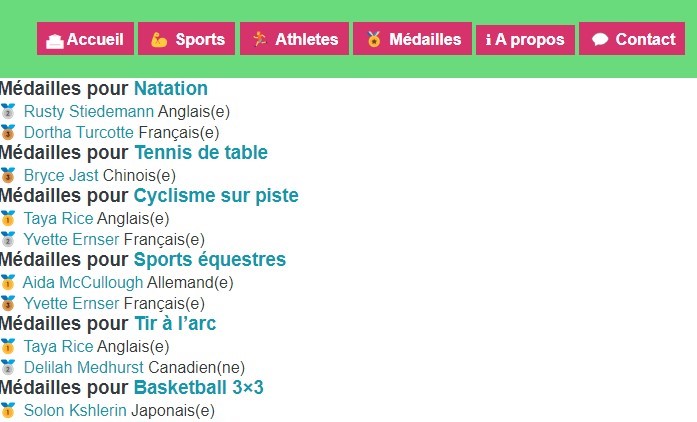 Accueil Sports Athletes Médailles A propos Contact
Médailles pour Natation
Rusty Stiedemann Anglais(e)
Dortha Turcotte Français(e)
Médailles pour Tennis de table
Bryce Jast Chinois(e)
Médailles pour Cyclisme sur piste
Taya Rice Anglais(e)
Yvette Ernser Français(e)
Médailles pour Sports équestres
Aida McCullough Allemand(e)
Yvette Ernser Français(e)
Médailles pour Tir à l’arc
Taya Rice Anglais(e)
Delilah Medhurst Canadien(ne)
Médailles pour Basketball 3×3
Solon Kshlerin Japonais(e)